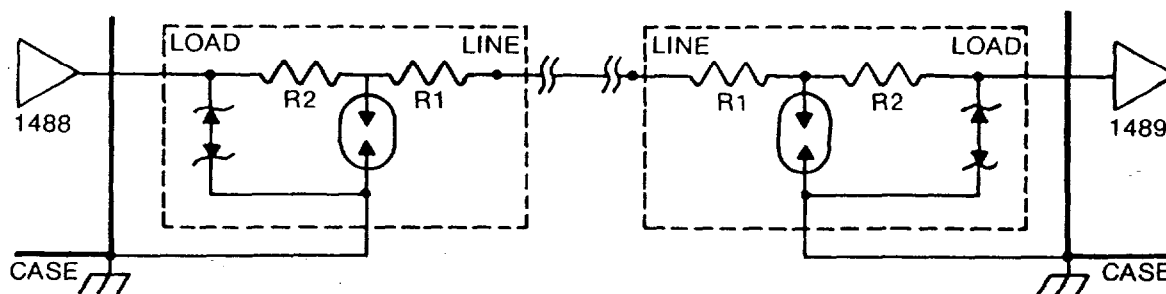 LOAD LINE LINE LOAD
R2 R1 R1 R2
1488 1489
CASE CASE